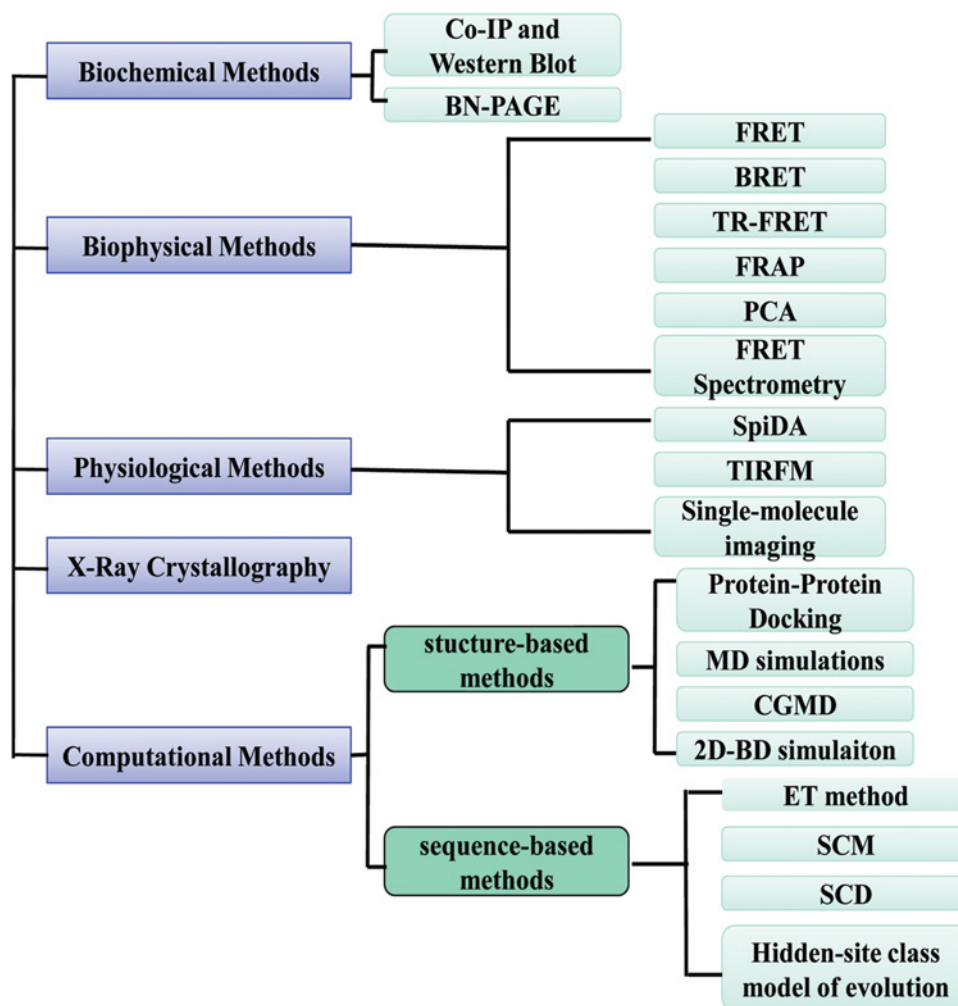 Biochemical Methods
Co-IP and
Western Blot
BN-PAGE
Biophysical Methods
FRET
BRET
TR-FRET
FRAP
PCA
FRET
Spectrometry
Physiological Methods
SpiDA
TIRFM
Single-molecule
imaging
X-Ray Crystallography
Computational Methods
stucture-based
methods
Protein-Protein
Docking
MD simulations
CGMD
2D-BD simulaiton
sequence-based
methods
ET method
SCM
SCD
Hidden-site class
model of evolution